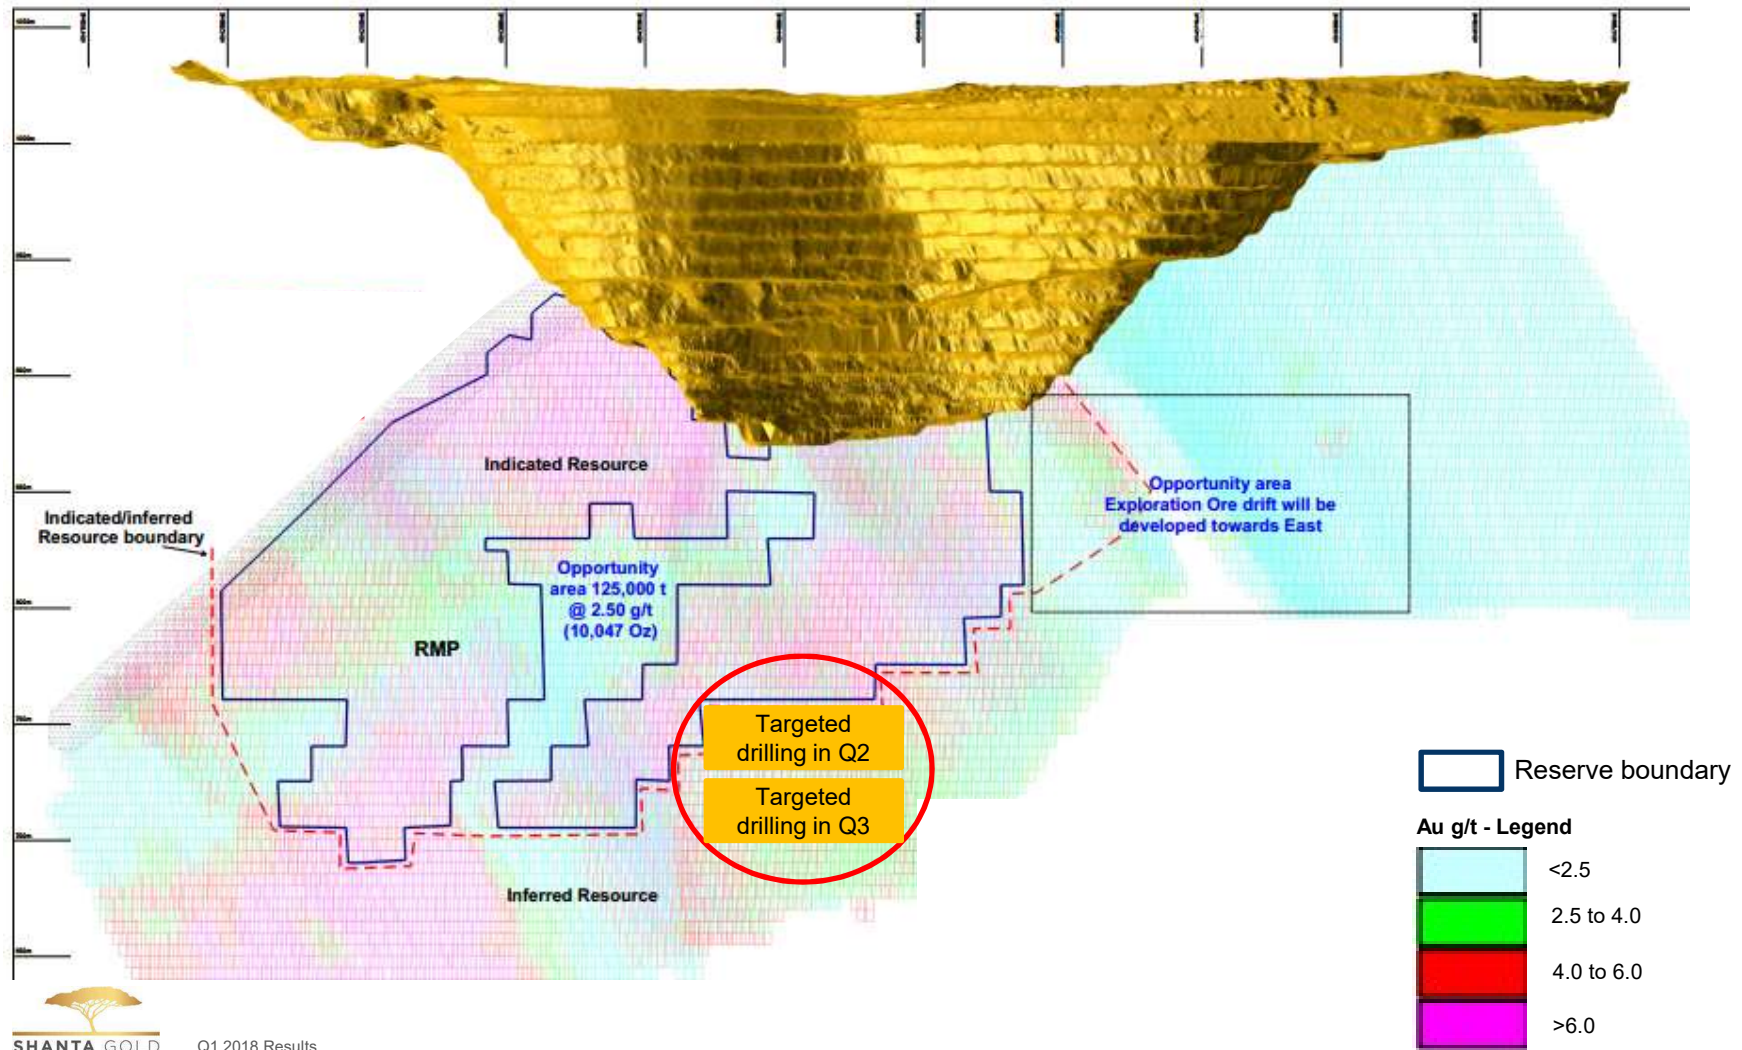 Indicated Resource
Indicated/inferred
Resource boundary
Opportunity area
Exploration Ore drift will be
developed towards East
Opportunity
area 125,000 t
@ 2.50 g/t
(10,047 Oz)
RMP
Targeted
drilling in Q2
Targeted
drilling in Q3
Inferred Resource
Reserve boundary
Au g/t - Legend
<2.5
2.5 to 4.0
4.0 to 6.0
>6.0
SHANTA GOLD
Q1 2018 Results